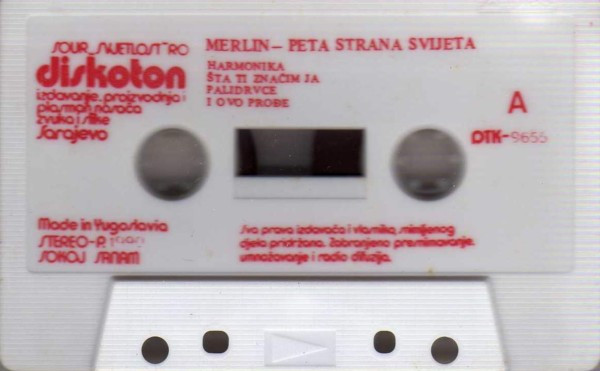 SOUR „SVJETLOST" RO
diskoton
izdavanje, proizvodnja i
plasman nosača
zvuka i slike
Sarajevo
MERLIN – PETA STRANA SVIJETA
HARMONIKA
ŠTA TI ZNAČIM JA
PALIDRVCE
I OVO PROĐE
A
DTK-9655
Made in Yugoslavia
STEREO-P. 1990
SOKOJ SANAM
Sva prava izdavača i vlasnika snimljenog
djela pridržana. Zabranjeno presnimavanje,
umnožavanje i radio difuzija.